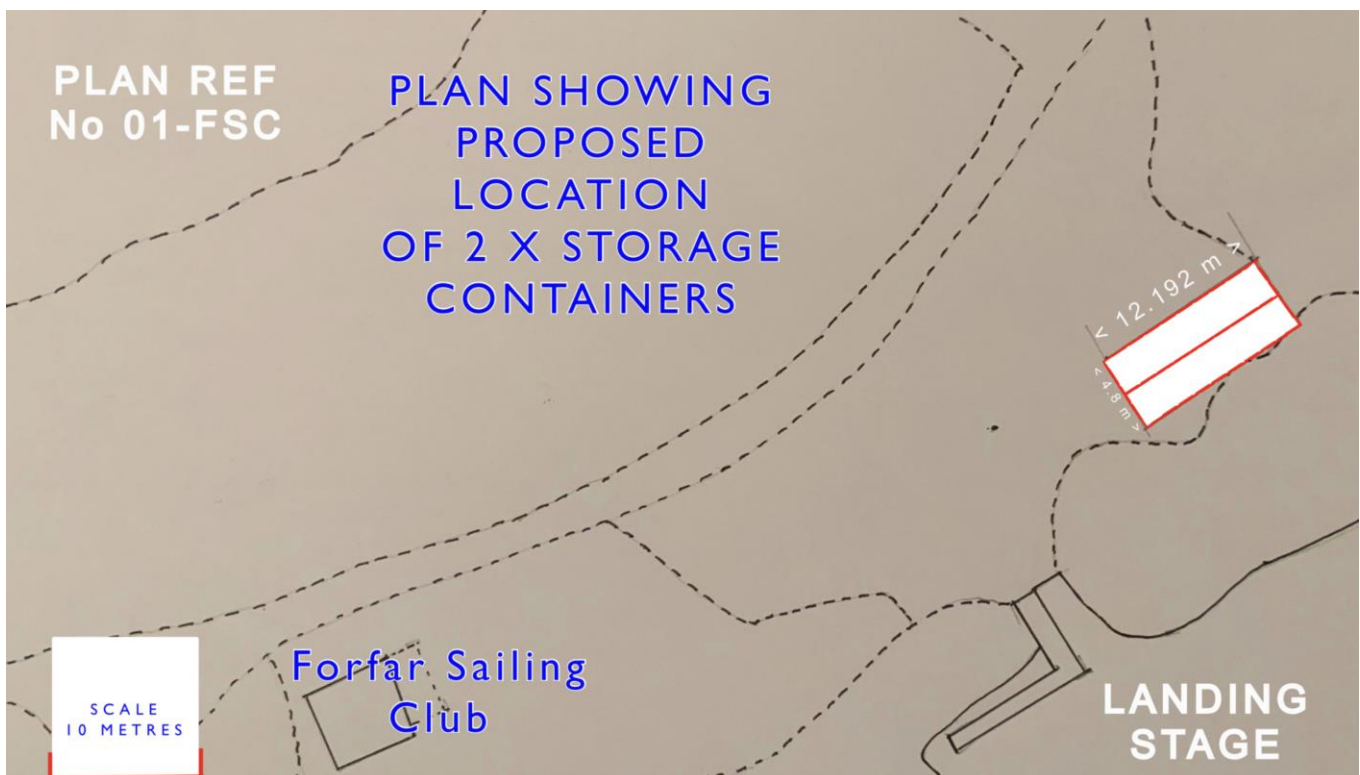 PLAN REF
No 01-FSC
PLAN SHOWING
PROPOSED
LOCATION
OF 2 X STORAGE
CONTAINERS
< 12.192 m >
< 4.8 m >
Forfar Sailing
Club
SCALE
10 METRES
LANDING
STAGE